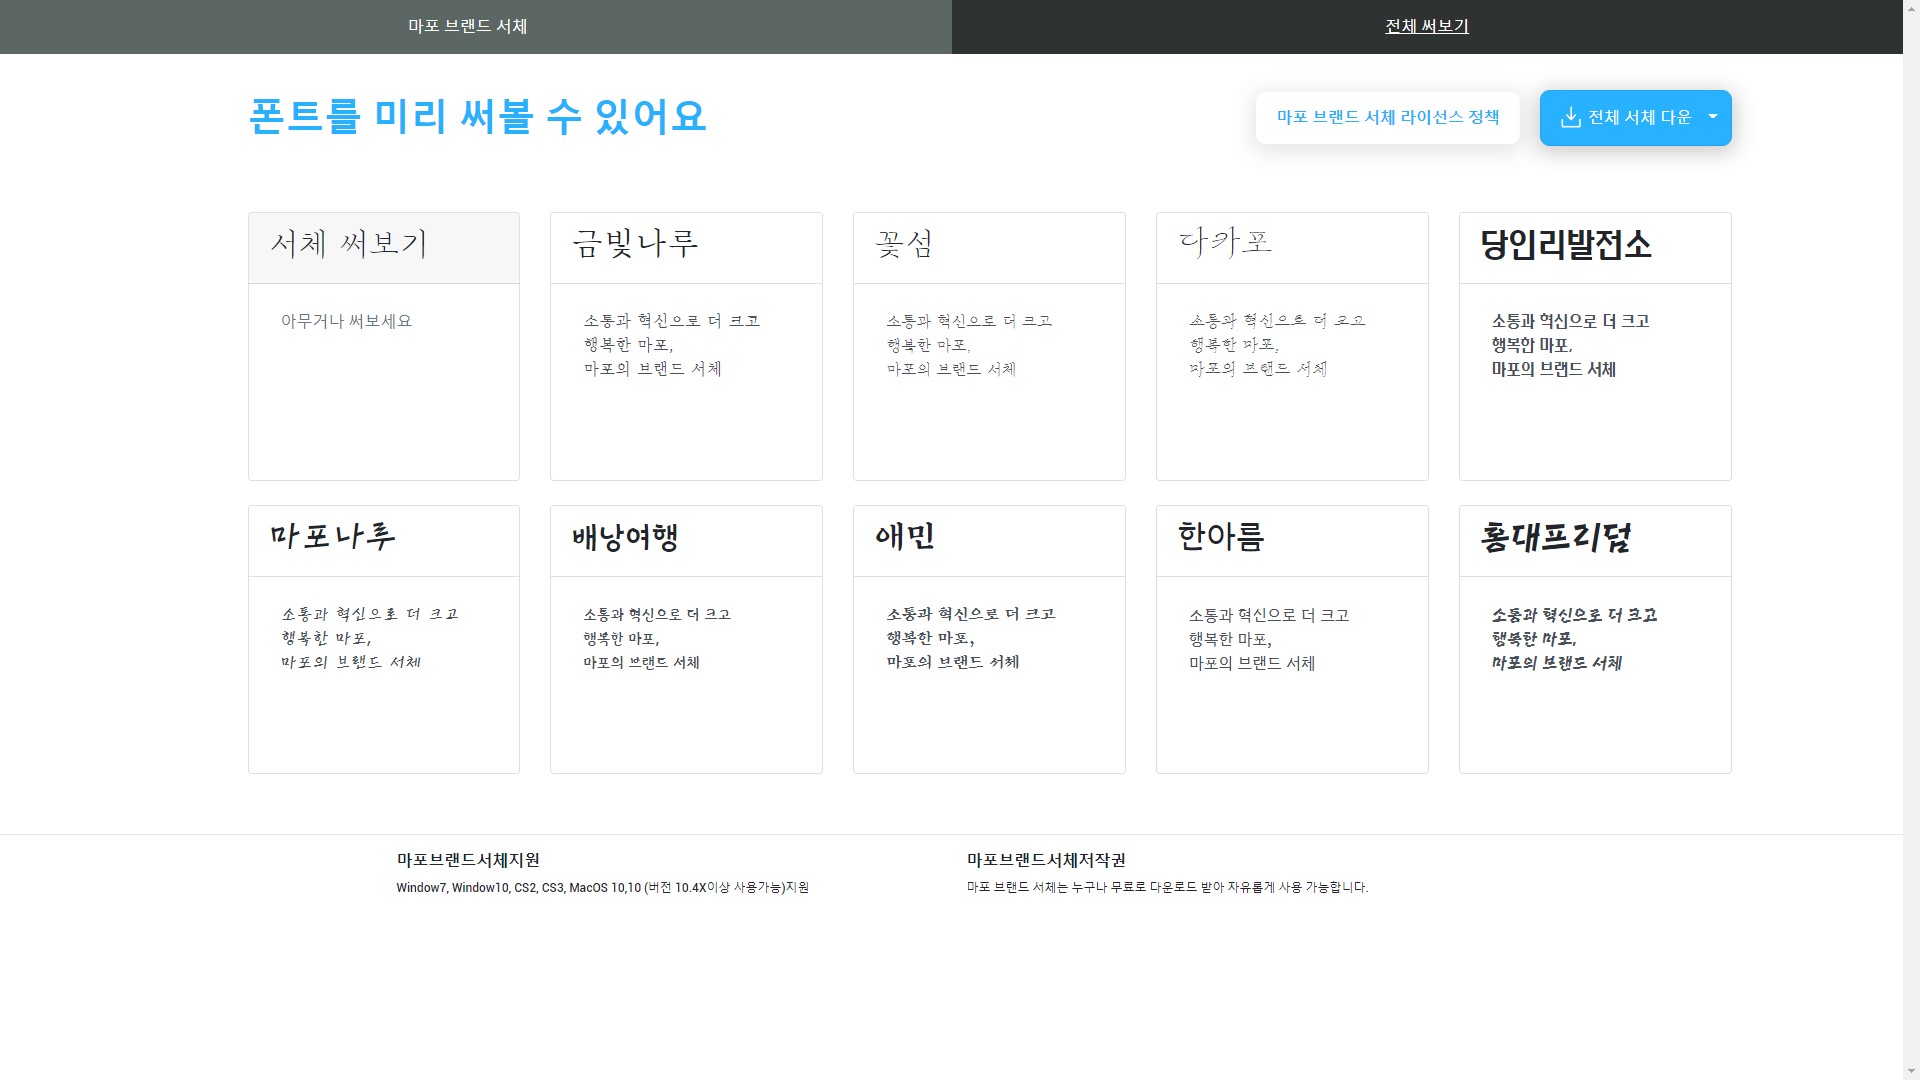 마포 브랜드 서체
전체 써보기
폰트를 미리 써볼 수 있어요
마포 브랜드 서체 라이선스 정책
전체 서체 다운
서체 써보기
아무거나 써보세요
금빛나루
소통과 혁신으로 더 크고
행복한 마포,
마포의 브랜드 서체
꽃섬
소통과 혁신으로 더 크고
행복한 마포,
마포의 브랜드 서체
다카포
소통과 혁신으로 더 크고
행복한 마포,
마포의 브랜드 서체
당인리발전소
소통과 혁신으로 더 크고
행복한 마포,
마포의 브랜드 서체
마포나루
소통과 혁신으로 더 크고
행복한 마포,
마포의 브랜드 서체
배낭여행
소통과 혁신으로 더 크고
행복한 마포,
마포의 브랜드 서체
애민
소통과 혁신으로 더 크고
행복한 마포,
마포의 브랜드 서체
한아름
소통과 혁신으로 더 크고
행복한 마포,
마포의 브랜드 서체
홍대프리덤
소통과 혁신으로 더 크고
행복한 마포,
마포의 브랜드 서체
마포브랜드서체지원
Window7, Window10, CS2, CS3, MacOS 10,10 (버전 10.4X이상 사용가능)지원
마포브랜드서체저작권
마포 브랜드 서체는 누구나 무료로 다운로드 받아 자유롭게 사용 가능합니다.